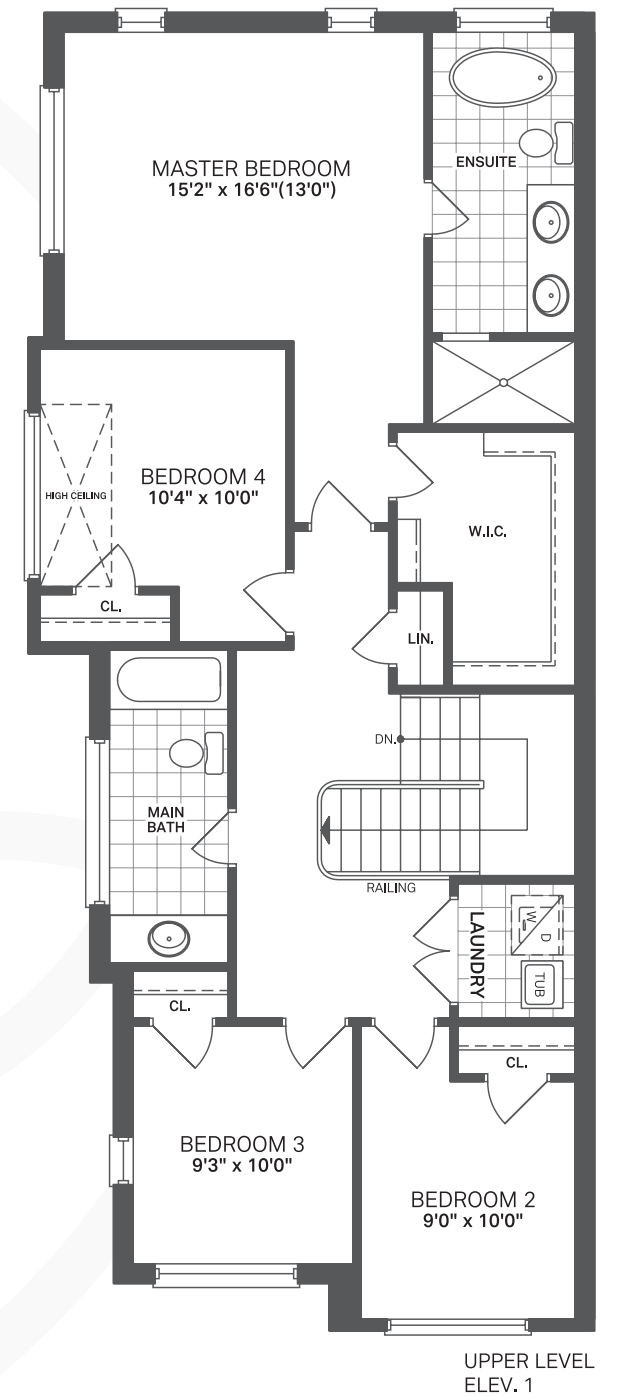 MASTER BEDROOM
15'2" x 16'6"(13'0")
ENSUITE
BEDROOM 4
10'4" x 10'0"
HIGH CEILING
W.I.C.
CL.
LIN.
DN.
MAIN
BATH
RAILING
LAUNDRY
W
D
TUB
CL.
CL.
BEDROOM 3
9'3" x 10'0"
BEDROOM 2
9'0" x 10'0"
UPPER LEVEL
ELEV. 1